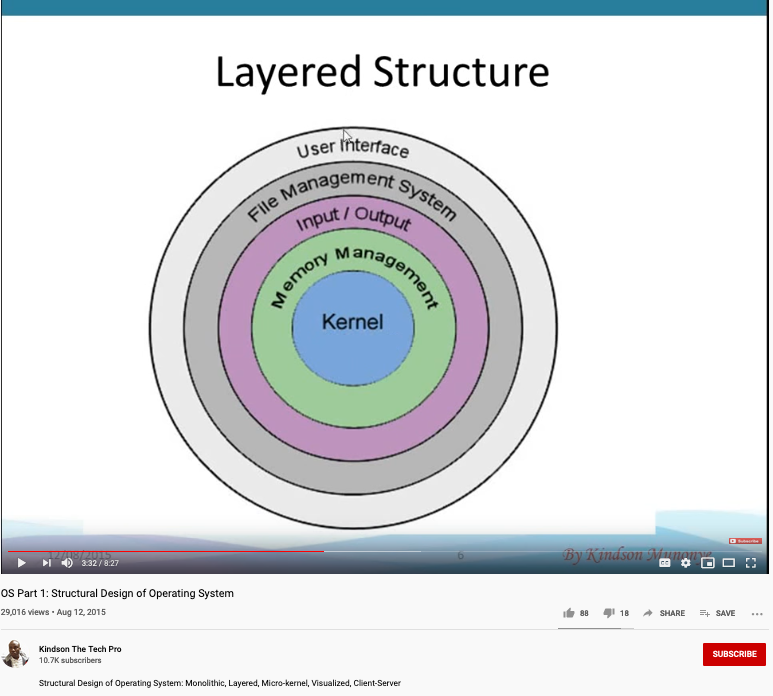 Layered Structure
User Interface
File Management System
Input / Output
Memory Management
Kernel
17/08/2015
6
By Kindson Munonye
3:32 / 8:27
OS Part 1: Structural Design of Operating System
29,016 views • Aug 12, 2015
88
18
SHARE
SAVE
Kindson The Tech Pro
10.7K subscribers
SUBSCRIBE
Structural Design of Operating System: Monolithic, Layered, Micro-kernel, Visualized, Client-Server